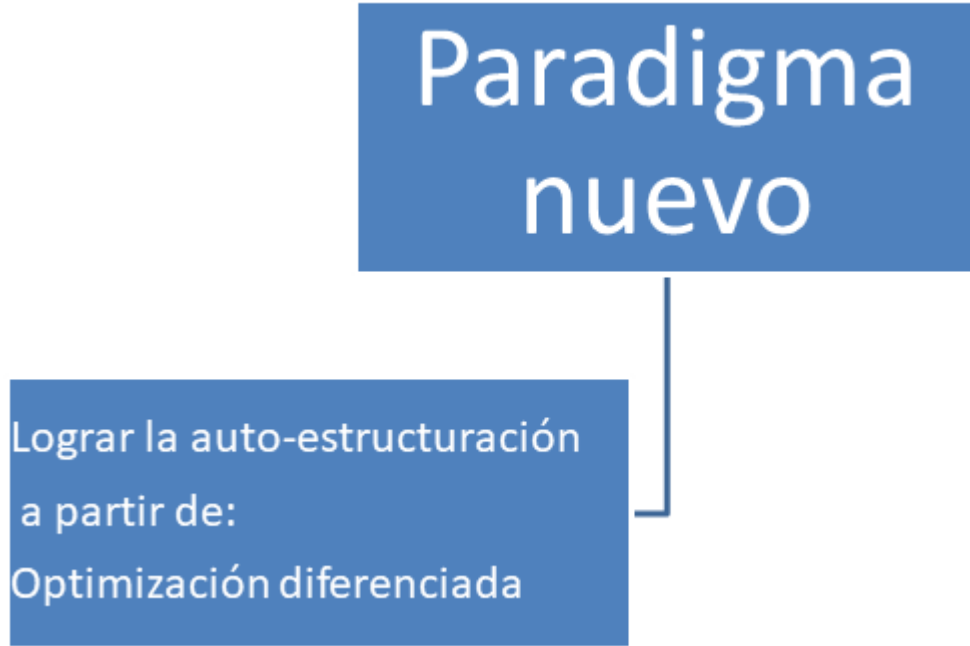 Paradigma
nuevo
Lograr la auto-estructuración
a partir de:
Optimización diferenciada